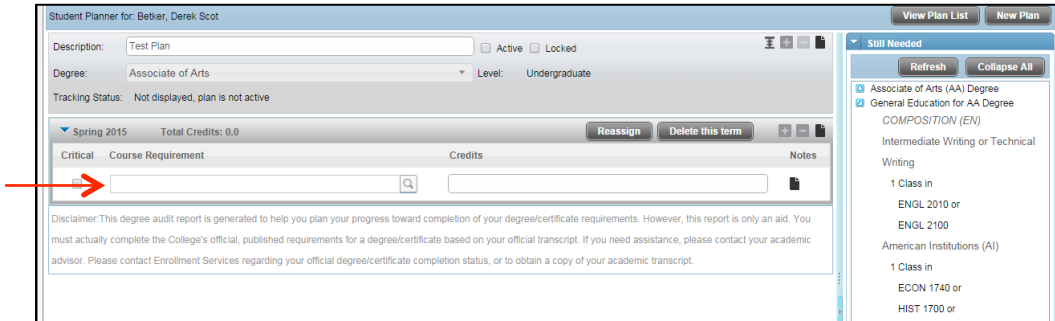 Student Planner for: Betker, Derek Scot
View Plan List
New Plan
Description:
Test Plan
Active
Locked
Degree:
Associate of Arts
Level:
Undergraduate
Tracking Status: Not displayed, plan is not active
Spring 2015
Total Credits: 0.0
Reassign
Delete this term
Critical
Course Requirement
Credits
Notes
Disclaimer:This degree audit report is generated to help you plan your progress toward completion of your degree/certificate requirements. However, this report is only an aid. You
must actually complete the College's official, published requirements for a degree/certificate based on your official transcript. If you need assistance, please contact your academic
advisor. Please contact Enrollment Services regarding your official degree/certificate completion status, or to obtain a copy of your academic transcript.
Still Needed
Refresh
Collapse All
Associate of Arts (AA) Degree
General Education for AA Degree
COMPOSITION (EN)
Intermediate Writing or Technical
Writing
1 Class in
ENGL 2010 or
ENGL 2100
American Institutions (AI)
1 Class in
ECON 1740 or
HIST 1700 or